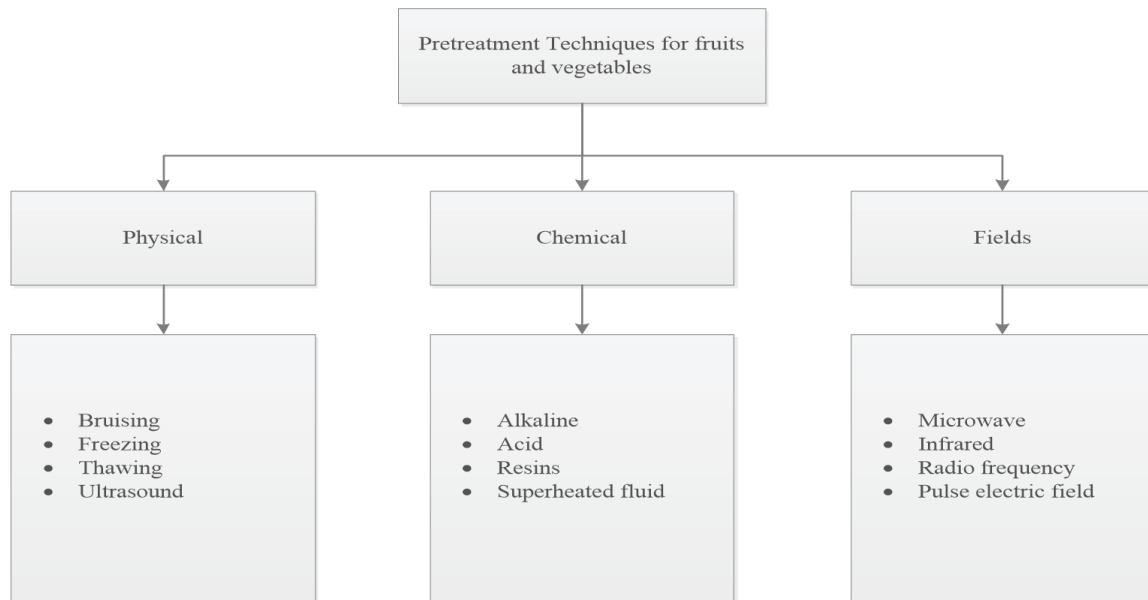 Pretreatment Techniques for fruits
and vegetables
Physical
Chemical
Fields
• Bruising
• Freezing
• Thawing
• Ultrasound
• Alkaline
• Acid
• Resins
• Superheated fluid
• Microwave
• Infrared
• Radio frequency
• Pulse electric field